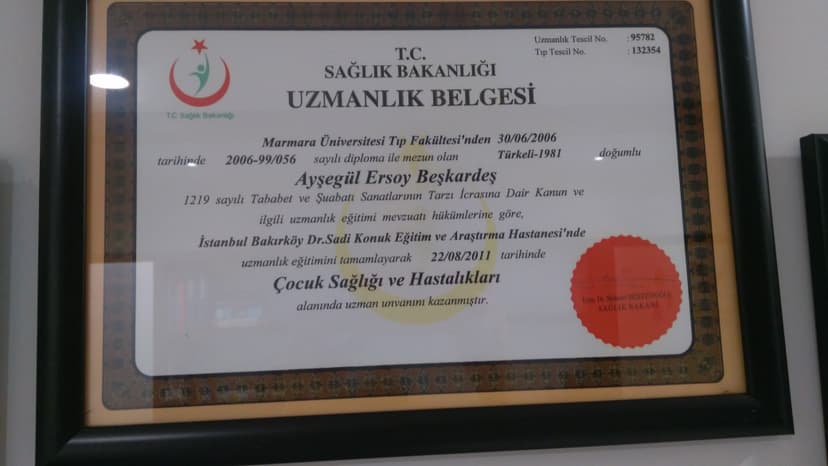 Uzmanlık Tescil No. : 95782
Tıp Tescil No. : 132354
T.C.
SAĞLIK BAKANLIĞI
UZMANLIK BELGESİ
T.C. Sağlık Bakanlığı
Marmara Üniversitesi Tıp Fakültesi'nden 30/06/2006
tarihinde 2006-99/056 sayılı diploma ile mezun olan Türkeli-1981 doğumlu
Ayşegül Ersoy Beşkardeş
1219 sayılı Tababet ve Şuabatı Sanatlarının Tarzı İcrasına Dair Kanun ve
ilgili uzmanlık eğitimi mevzuatı hükümlerine göre,
İstanbul Bakırköy Dr.Sadi Konuk Eğitim ve Araştırma Hastanesi'nde
uzmanlık eğitimini tamamlayarak 22/08/2011 tarihinde
Çocuk Sağlığı ve Hastalıkları
alanında uzman unvanını kazanmıştır.
SAĞLIK BAKANI